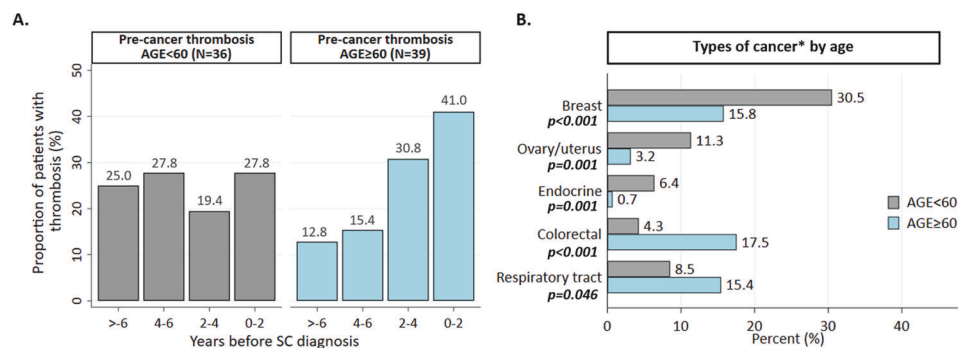 A.
Pre-cancer thrombosis
AGE<60 (N=36)
Pre-cancer thrombosis
AGE≥60 (N=39)
Proportion of patients with
thrombosis (%)
50
40
30
20
10
0
25.0
27.8
19.4
27.8
12.8
15.4
30.8
41.0
>-6
4-6
2-4
0-2
>-6
4-6
2-4
0-2
Years before SC diagnosis
B.
Types of cancer* by age
Breast
p<0.001
30.5
15.8
Ovary/uterus
p=0.001
11.3
3.2
Endocrine
p=0.001
6.4
0.7
Colorectal
p<0.001
4.3
17.5
Respiratory tract
p=0.046
8.5
15.4
AGE<60
AGE≥60
0
10
20
30
40
Percent (%)